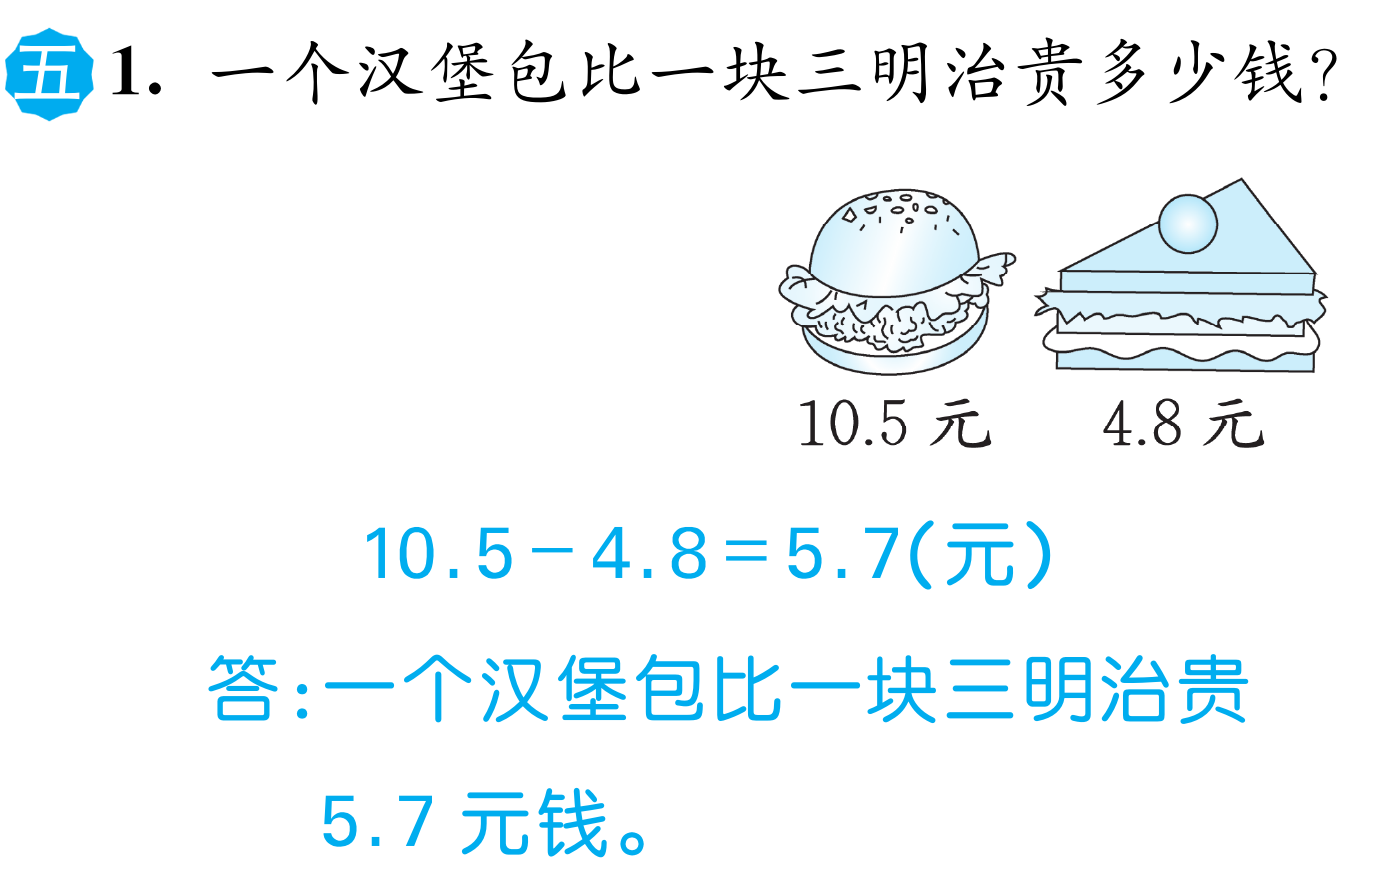 五 1. 一个汉堡包比一块三明治贵多少钱?
10.5 元 4.8 元
10.5-4.8=5.7(元)
答:一个汉堡包比一块三明治贵
5.7 元钱。